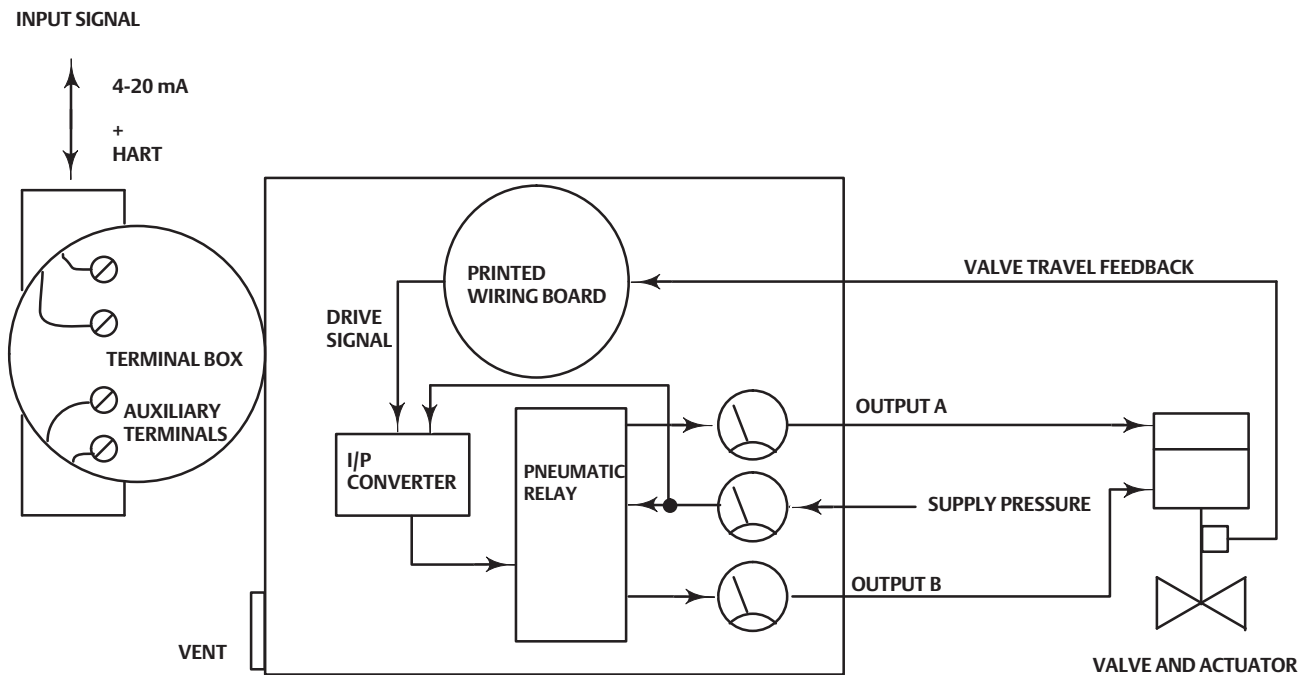 INPUT SIGNAL
4-20 mA
+
HART
TERMINAL BOX
AUXILIARY
TERMINALS
VENT
PRINTED
WIRING BOARD
DRIVE
SIGNAL
I/P
CONVERTER
PNEUMATIC
RELAY
VALVE TRAVEL FEEDBACK
OUTPUT A
SUPPLY PRESSURE
OUTPUT B
VALVE AND ACTUATOR